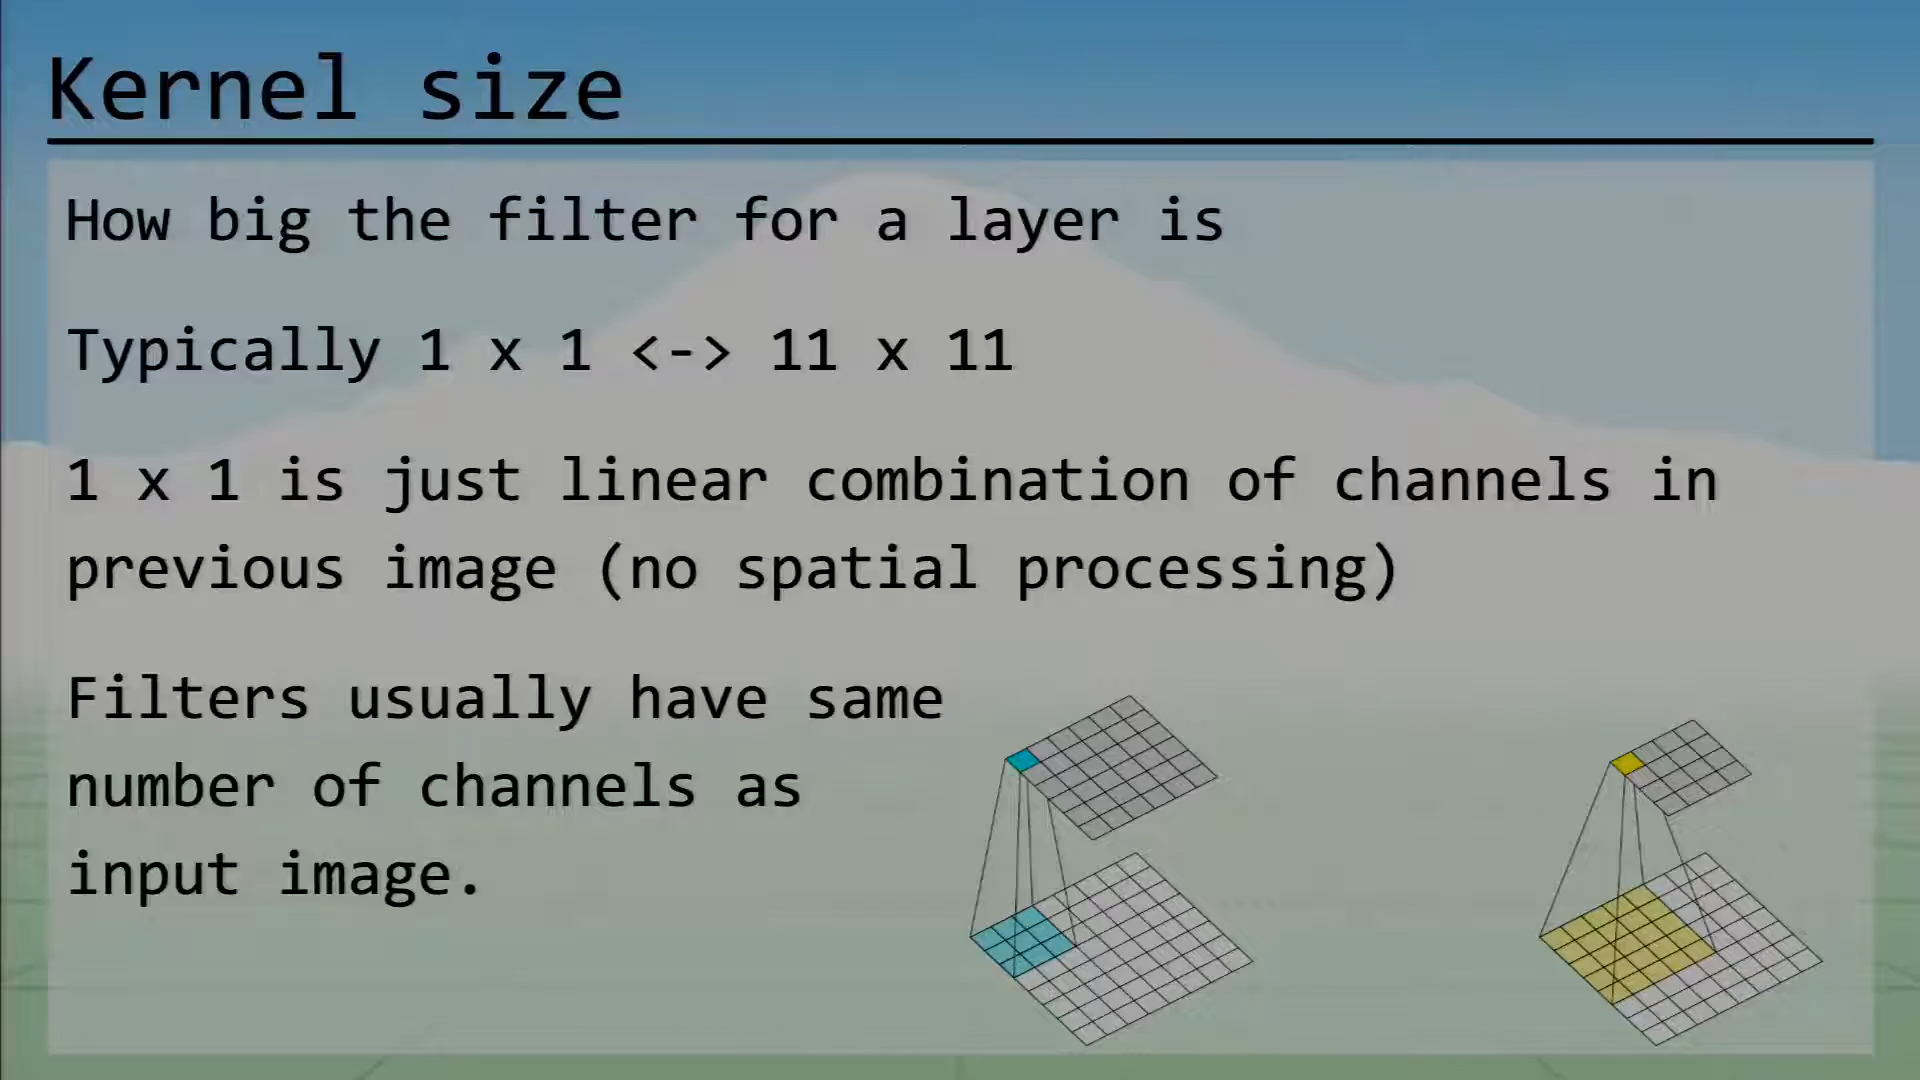 Kernel size
How big the filter for a layer is
Typically 1 x 1 <-> 11 x 11
1 x 1 is just linear combination of channels in
previous image (no spatial processing)
Filters usually have same
number of channels as
input image.